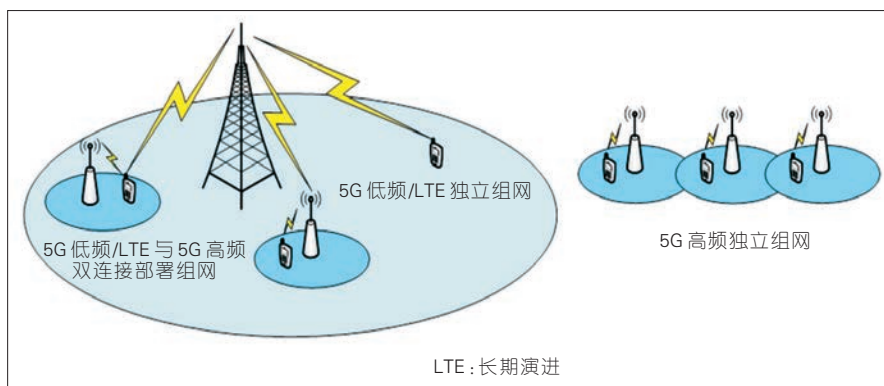 5G 低频/LTE 独立组网
5G 低频/LTE 与 5G 高频
双连接部署组网
5G 高频独立组网
LTE：长期演进